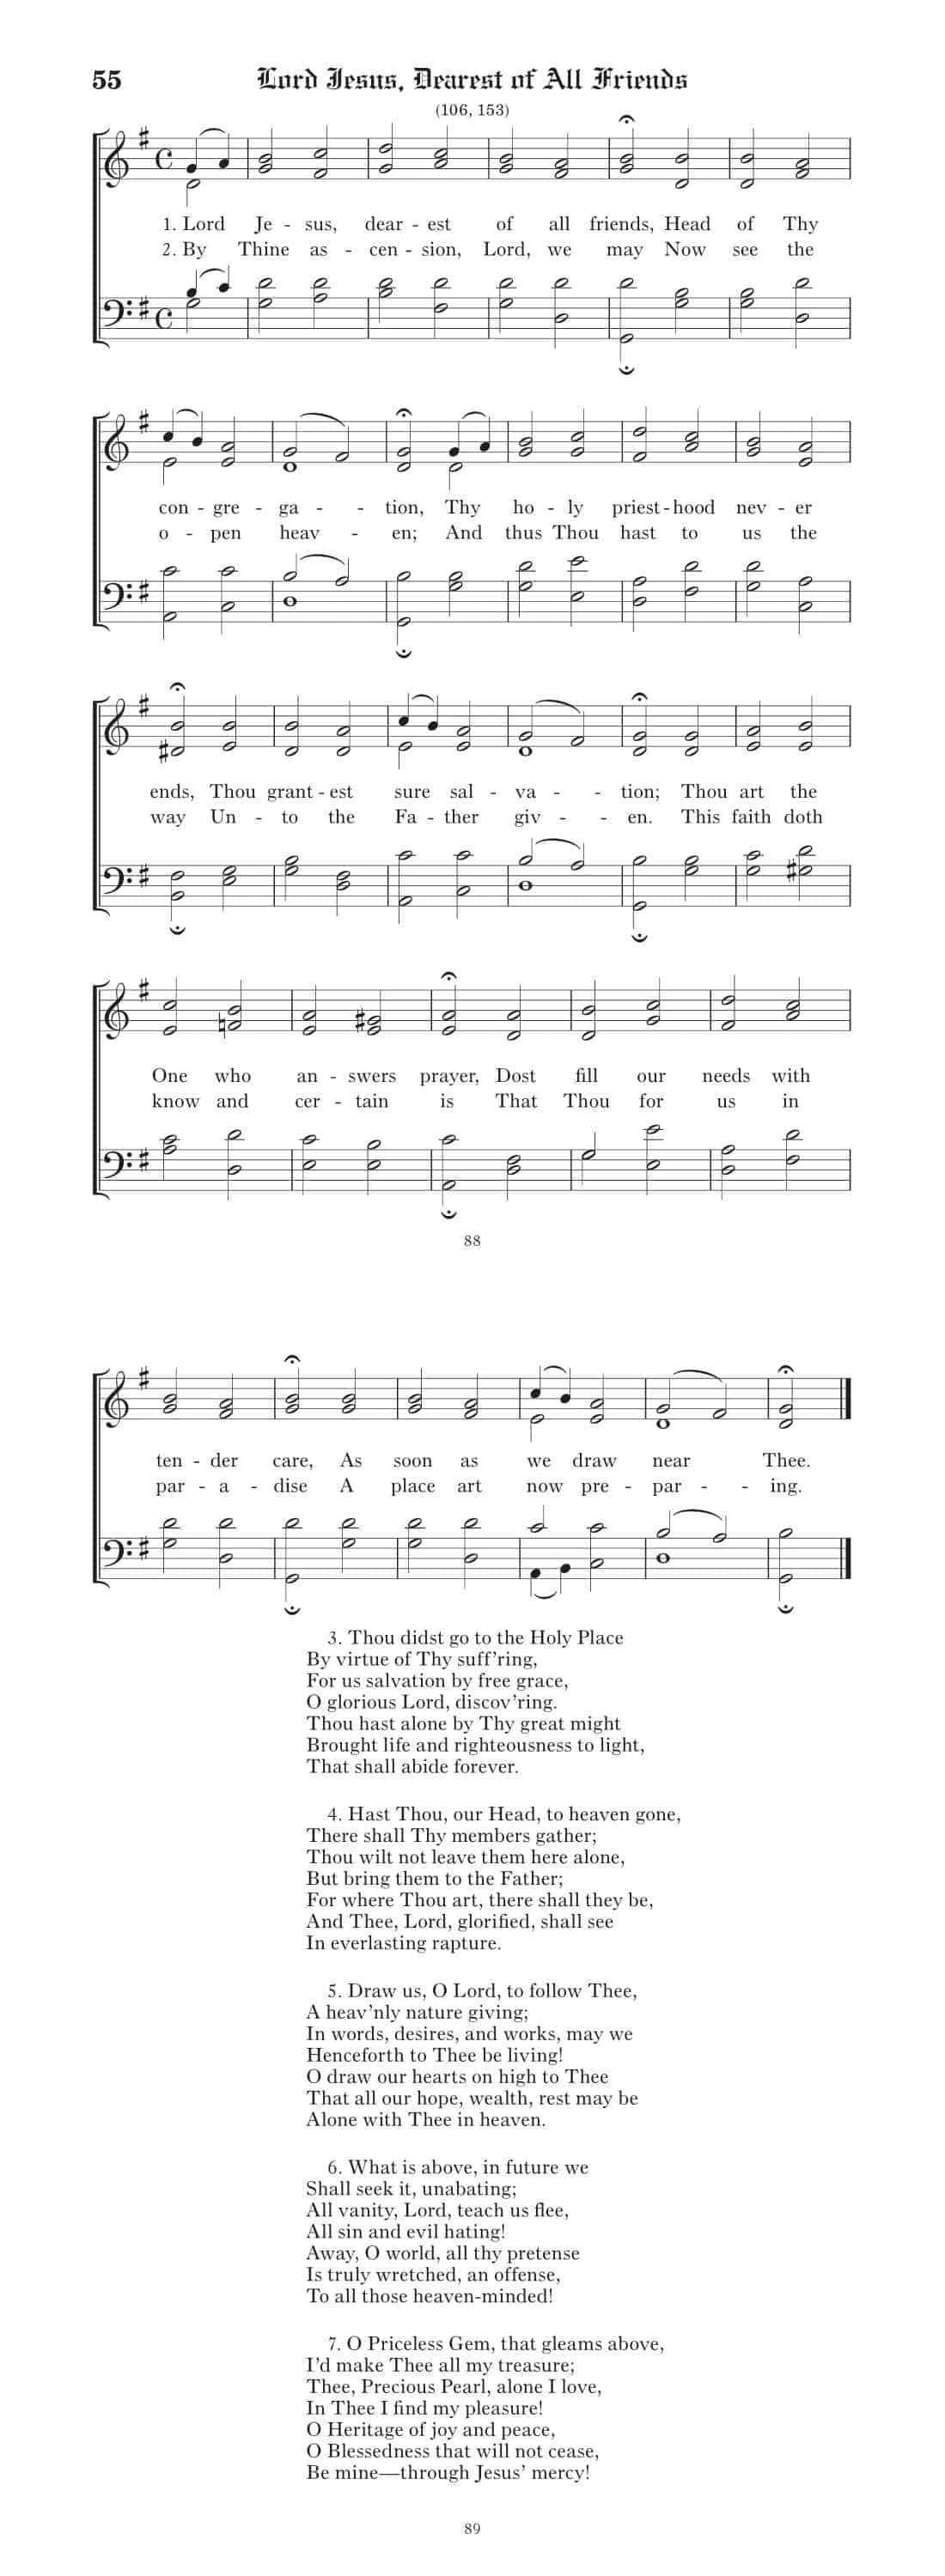 55 Lord Jesus, Dearest of All Friends
(106, 153)
1. Lord Je - sus, dear - est of all friends, Head of Thy
2. By Thine as - cen - sion, Lord, we may Now see the
con - gre - ga - - tion, Thy ho - ly priest - hood nev - er
o - pen heav - en; And thus Thou hast to us the
ends, Thou grant - est sure sal - va - - tion; Thou art the
way Un - to the Fa - ther giv - - en. This faith doth
One who an - swers prayer, Dost fill our needs with
know and cer - tain is That Thou for us in
88
ten - der care, As soon as we draw near Thee.
par - a - dise A place art now pre - par - - ing.
3. Thou didst go to the Holy Place
By virtue of Thy suff’ring,
For us salvation by free grace,
O glorious Lord, discov’ring.
Thou hast alone by Thy great might
Brought life and righteousness to light,
That shall abide forever.
4. Hast Thou, our Head, to heaven gone,
There shall Thy members gather;
Thou wilt not leave them here alone,
But bring them to the Father;
For where Thou art, there shall they be,
And Thee, Lord, glorified, shall see
In everlasting rapture.
5. Draw us, O Lord, to follow Thee,
A heav’nly nature giving;
In words, desires, and works, may we
Henceforth to Thee be living!
O draw our hearts on high to Thee
That all our hope, wealth, rest may be
Alone with Thee in heaven.
6. What is above, in future we
Shall seek it, unabating;
All vanity, Lord, teach us flee,
All sin and evil hating!
Away, O world, all thy pretense
Is truly wretched, an offense,
To all those heaven-minded!
7. O Priceless Gem, that gleams above,
I’d make Thee all my treasure;
Thee, Precious Pearl, alone I love,
In Thee I find my pleasure!
O Heritage of joy and peace,
O Blessedness that will not cease,
Be mine—through Jesus’ mercy!
89